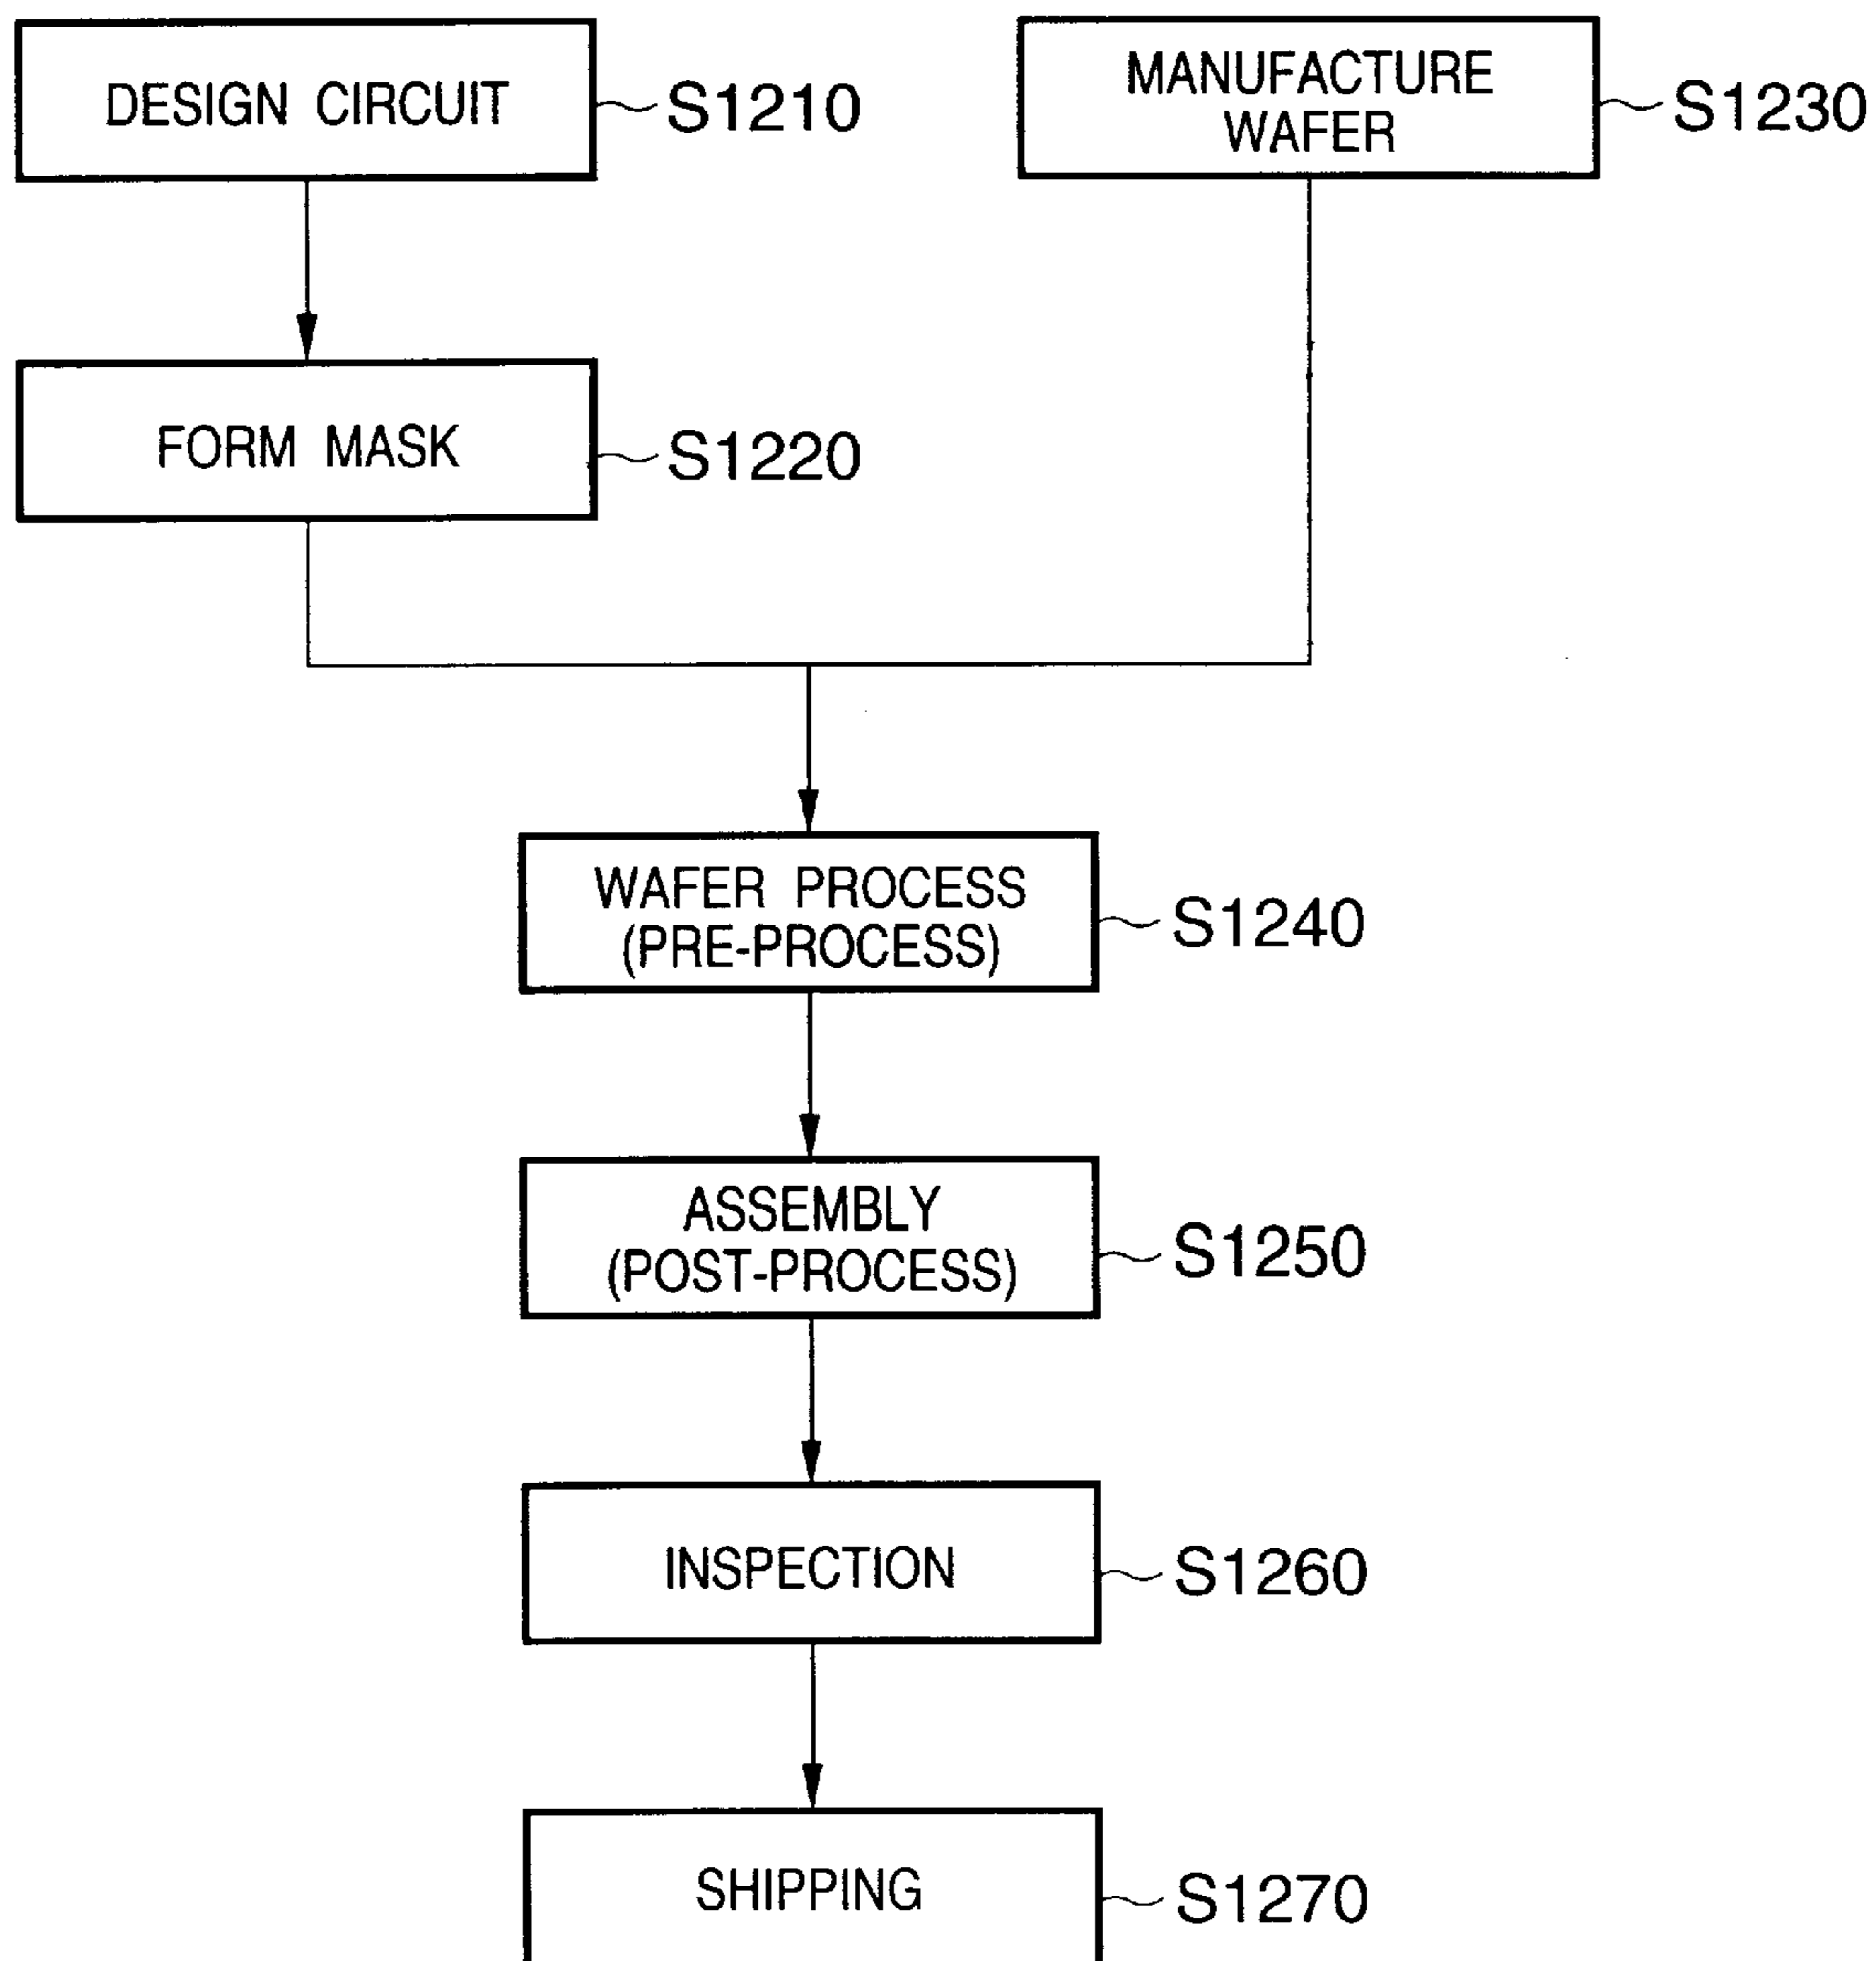 DESIGN CIRCUIT
S1210
MANUFACTURE
WAFER
S1230
FORM MASK
S1220
WAFER PROCESS
(PRE-PROCESS)
S1240
ASSEMBLY
(POST-PROCESS)
S1250
INSPECTION
S1260
SHIPPING
S1270